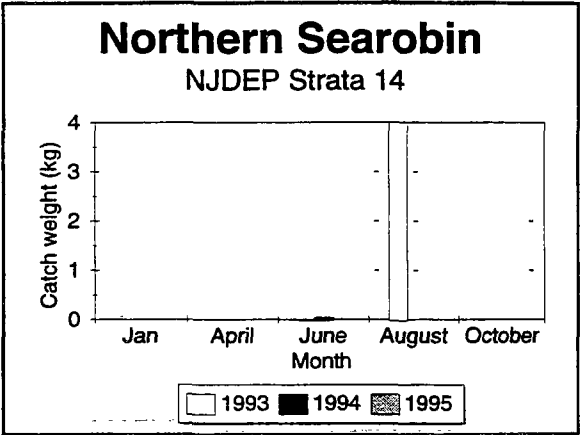 Northern Searobin
NJDEP Strata 14
Catch weight (kg)
4
3
2
1
0
Jan April June August October
Month
1993 1994 1995